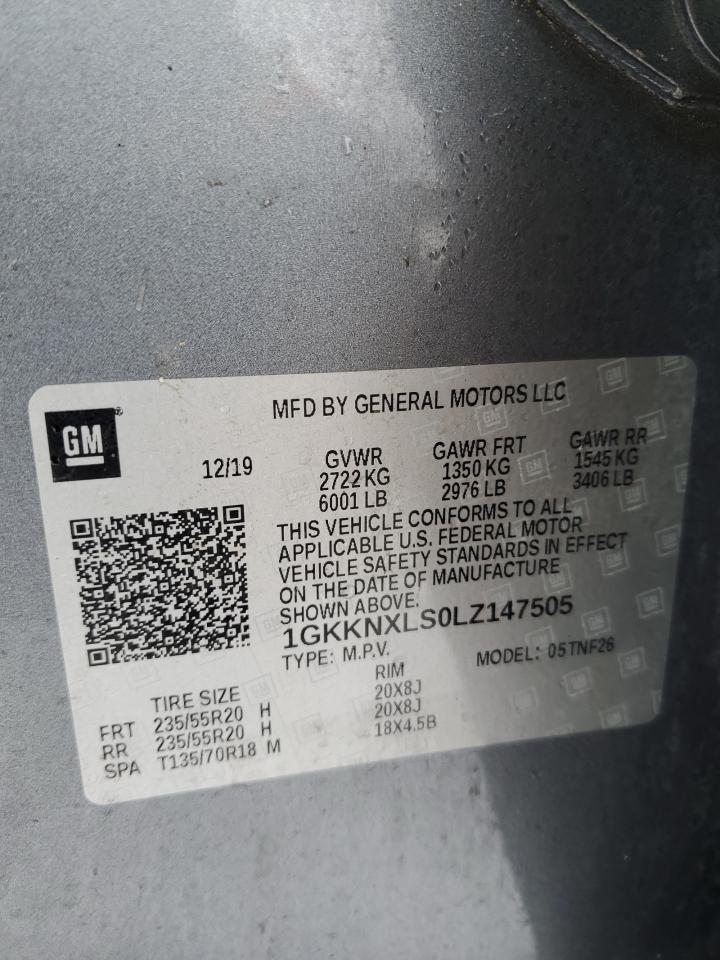 MFD BY GENERAL MOTORS LLC
GM
12/19
GVWR
2722 KG
6001 LB
GAWR FRT
1350 KG
2976 LB
GAWR RR
1545 KG
3406 LB
THIS VEHICLE CONFORMS TO ALL
APPLICABLE U.S. FEDERAL MOTOR
VEHICLE SAFETY STANDARDS IN EFFECT
ON THE DATE OF MANUFACTURE
SHOWN ABOVE.
1GKKNXLS0LZ147505
TYPE: M.P.V. MODEL: 05TNF26
TIRE SIZE RIM
FRT 235/55R20 H 20X8J
RR 235/55R20 H 20X8J
SPA T135/70R18 M 18X4.5B